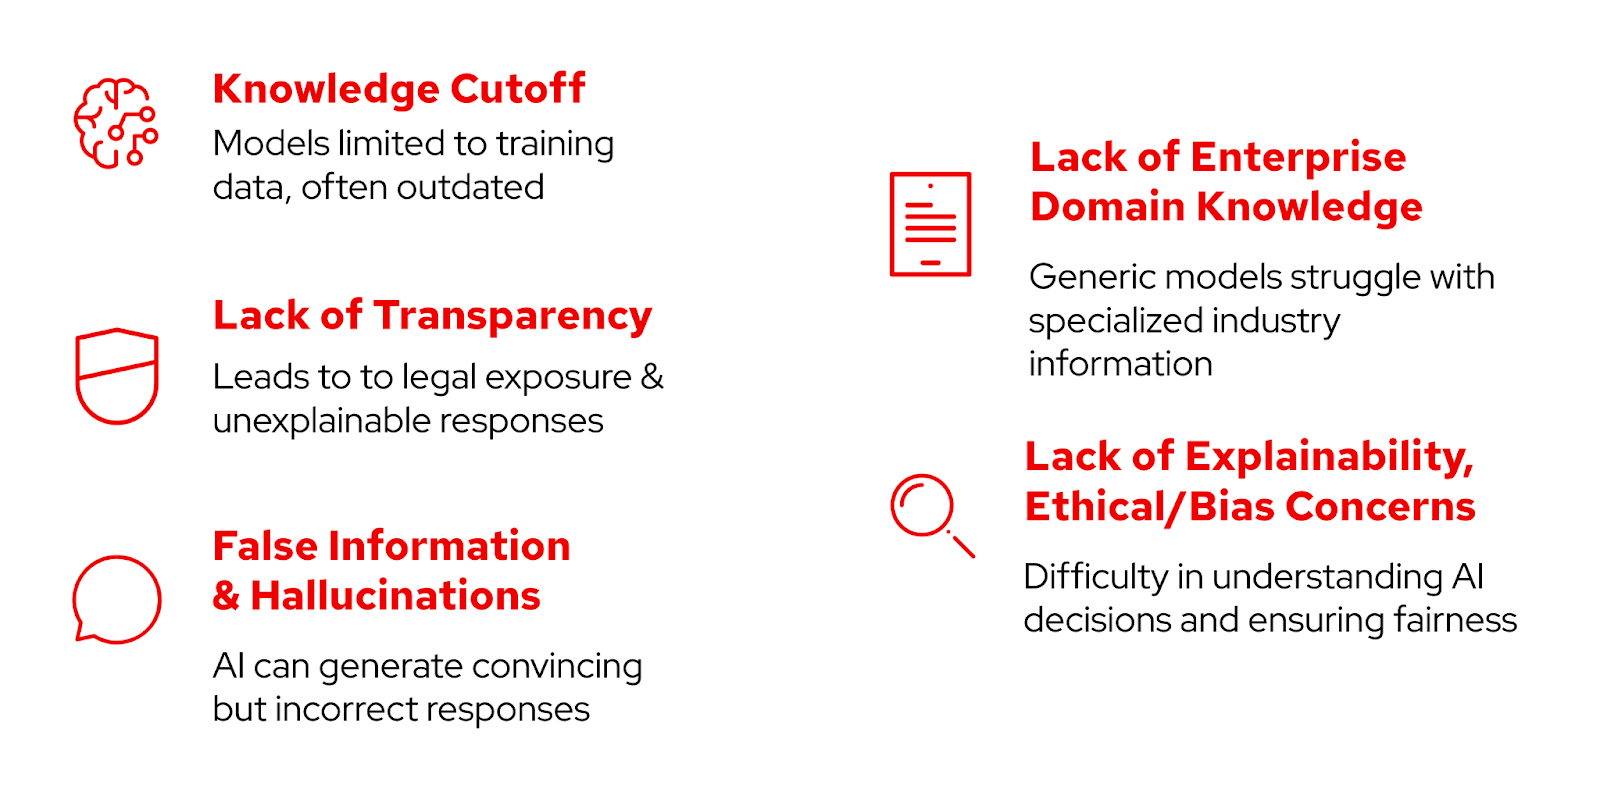 Knowledge Cutoff
Models limited to training
data, often outdated
Lack of Transparency
Leads to to legal exposure &
unexplainable responses
False Information
& Hallucinations
AI can generate convincing
but incorrect responses
Lack of Enterprise
Domain Knowledge
Generic models struggle with
specialized industry
information
Lack of Explainability,
Ethical/Bias Concerns
Difficulty in understanding AI
decisions and ensuring fairness